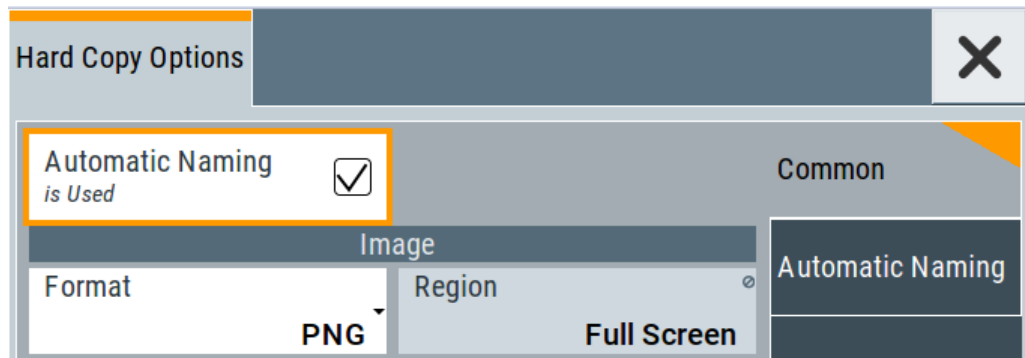 Hard Copy Options
Automatic Naming
is Used
Common
Image
Automatic Naming
Format
Region
PNG
Full Screen